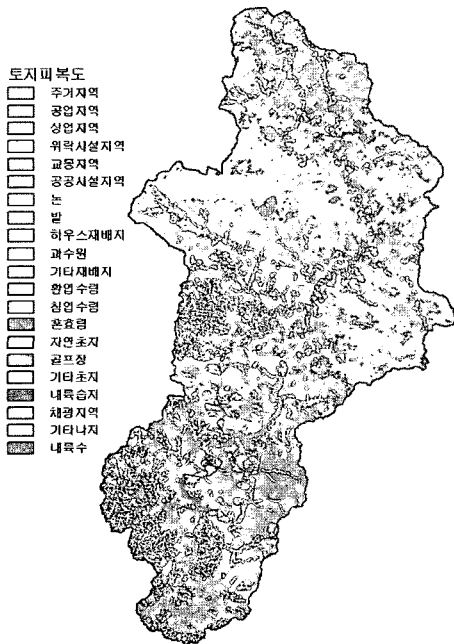 토지피복도
주거지역
공업지역
상업지역
위락시설지역
교통지역
공공시설지역
논
밭
하우스재배지
과수원
기타재배지
활엽수림
침엽수림
혼효림
자연초지
골프장
기타초지
내륙습지
채광지역
기타나지
내륙수